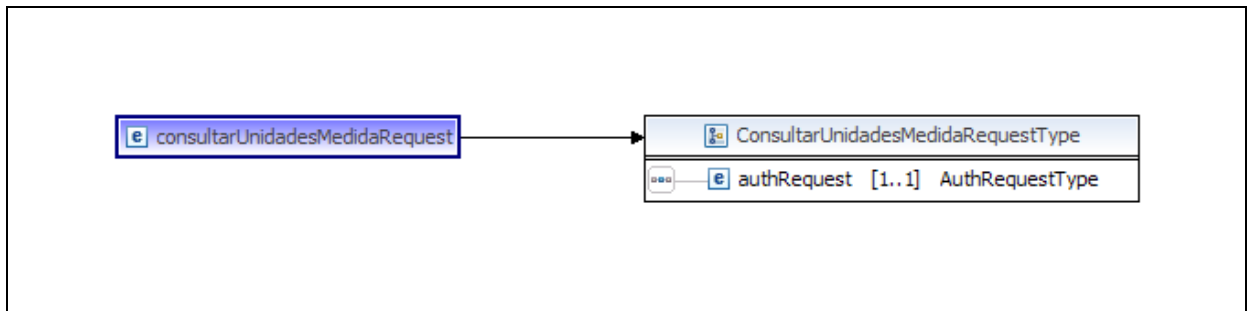 e consultarUnidadesMedidaRequest
ConsultarUnidadesMedidaRequestType
e authRequest [1..1] AuthRequestType